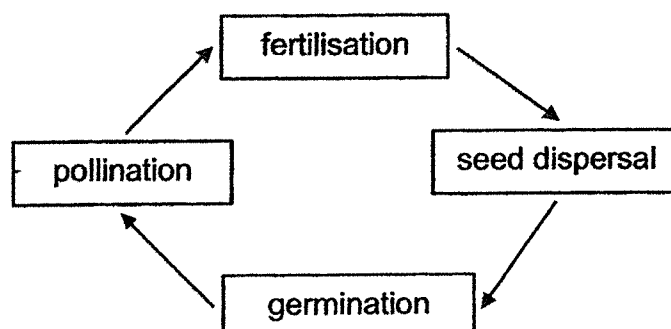 fertilisation
pollination
seed dispersal
germination